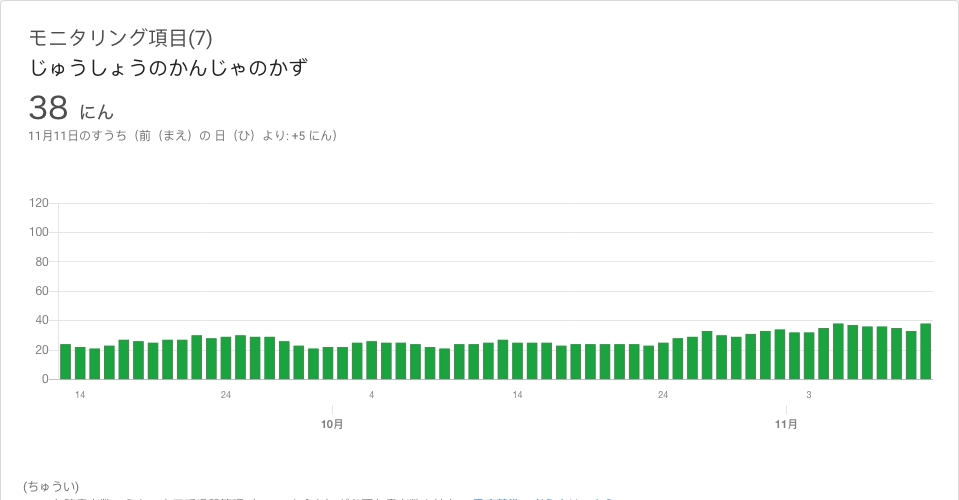 モニタリング項目(7)
じゅうしょうのかんじゃのかず
38 にん
11月11日のすうち（前（まえ）の 日（ひ）より: +5 にん）
120
100
80
60
40
20
0
14 24 4 14 24 3
10月 11月
(ちゅうい)